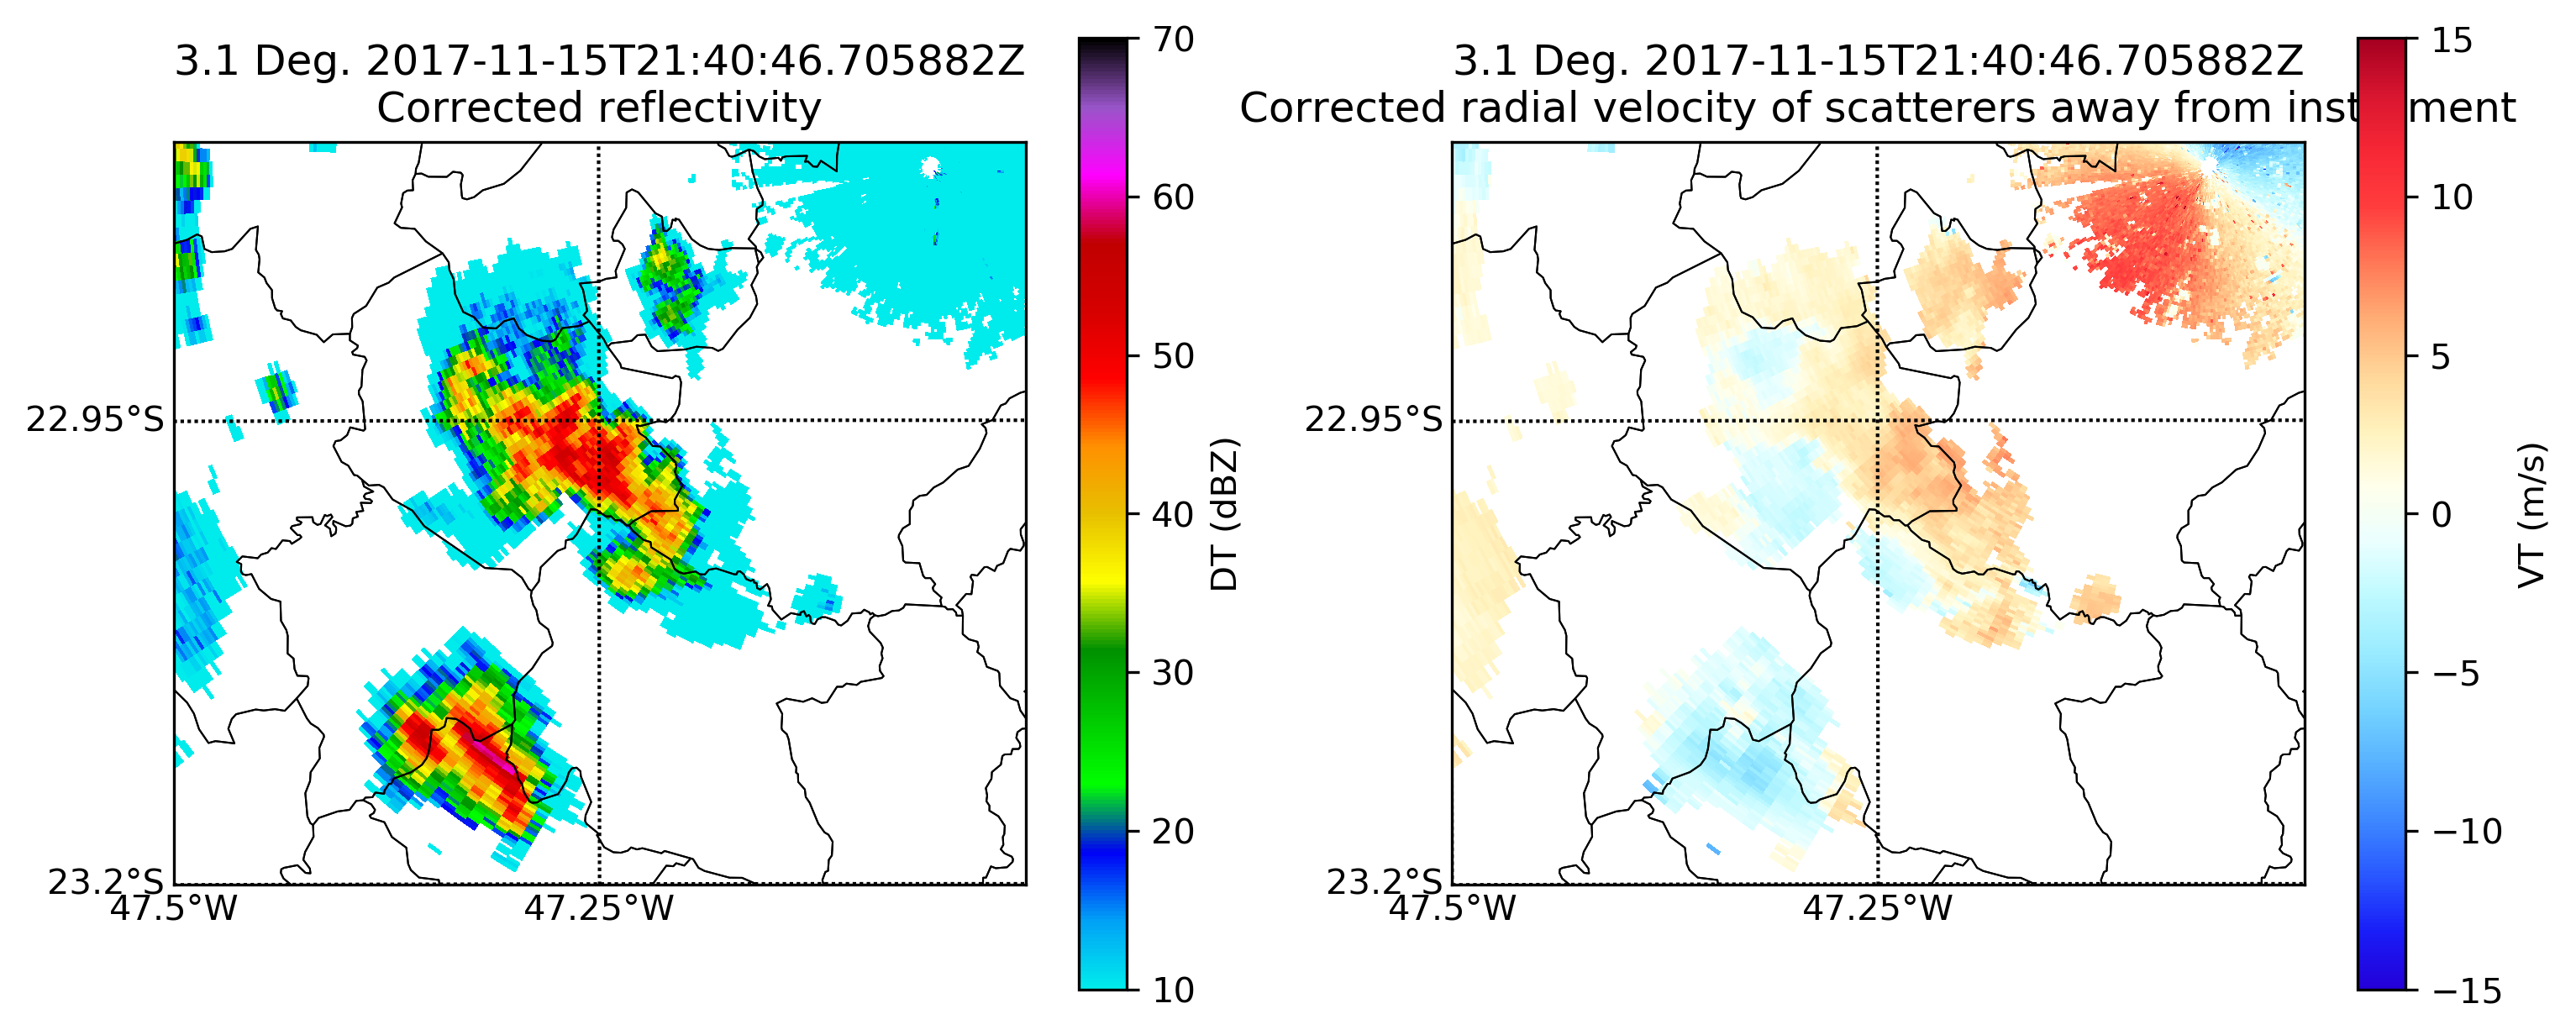 3.1 Deg. 2017-11-15T21:40:46.705882Z
Corrected reflectivity
22.95°S
23.2°S
47.5°W
47.25°W
70
60
50
40
30
20
10
DT (dBZ)
3.1 Deg. 2017-11-15T21:40:46.705882Z
Corrected radial velocity of scatterers away from inst ment
22.95°S
23.2°S
47.5°W
47.25°W
15
10
5
0
−5
−10
−15
VT (m/s)